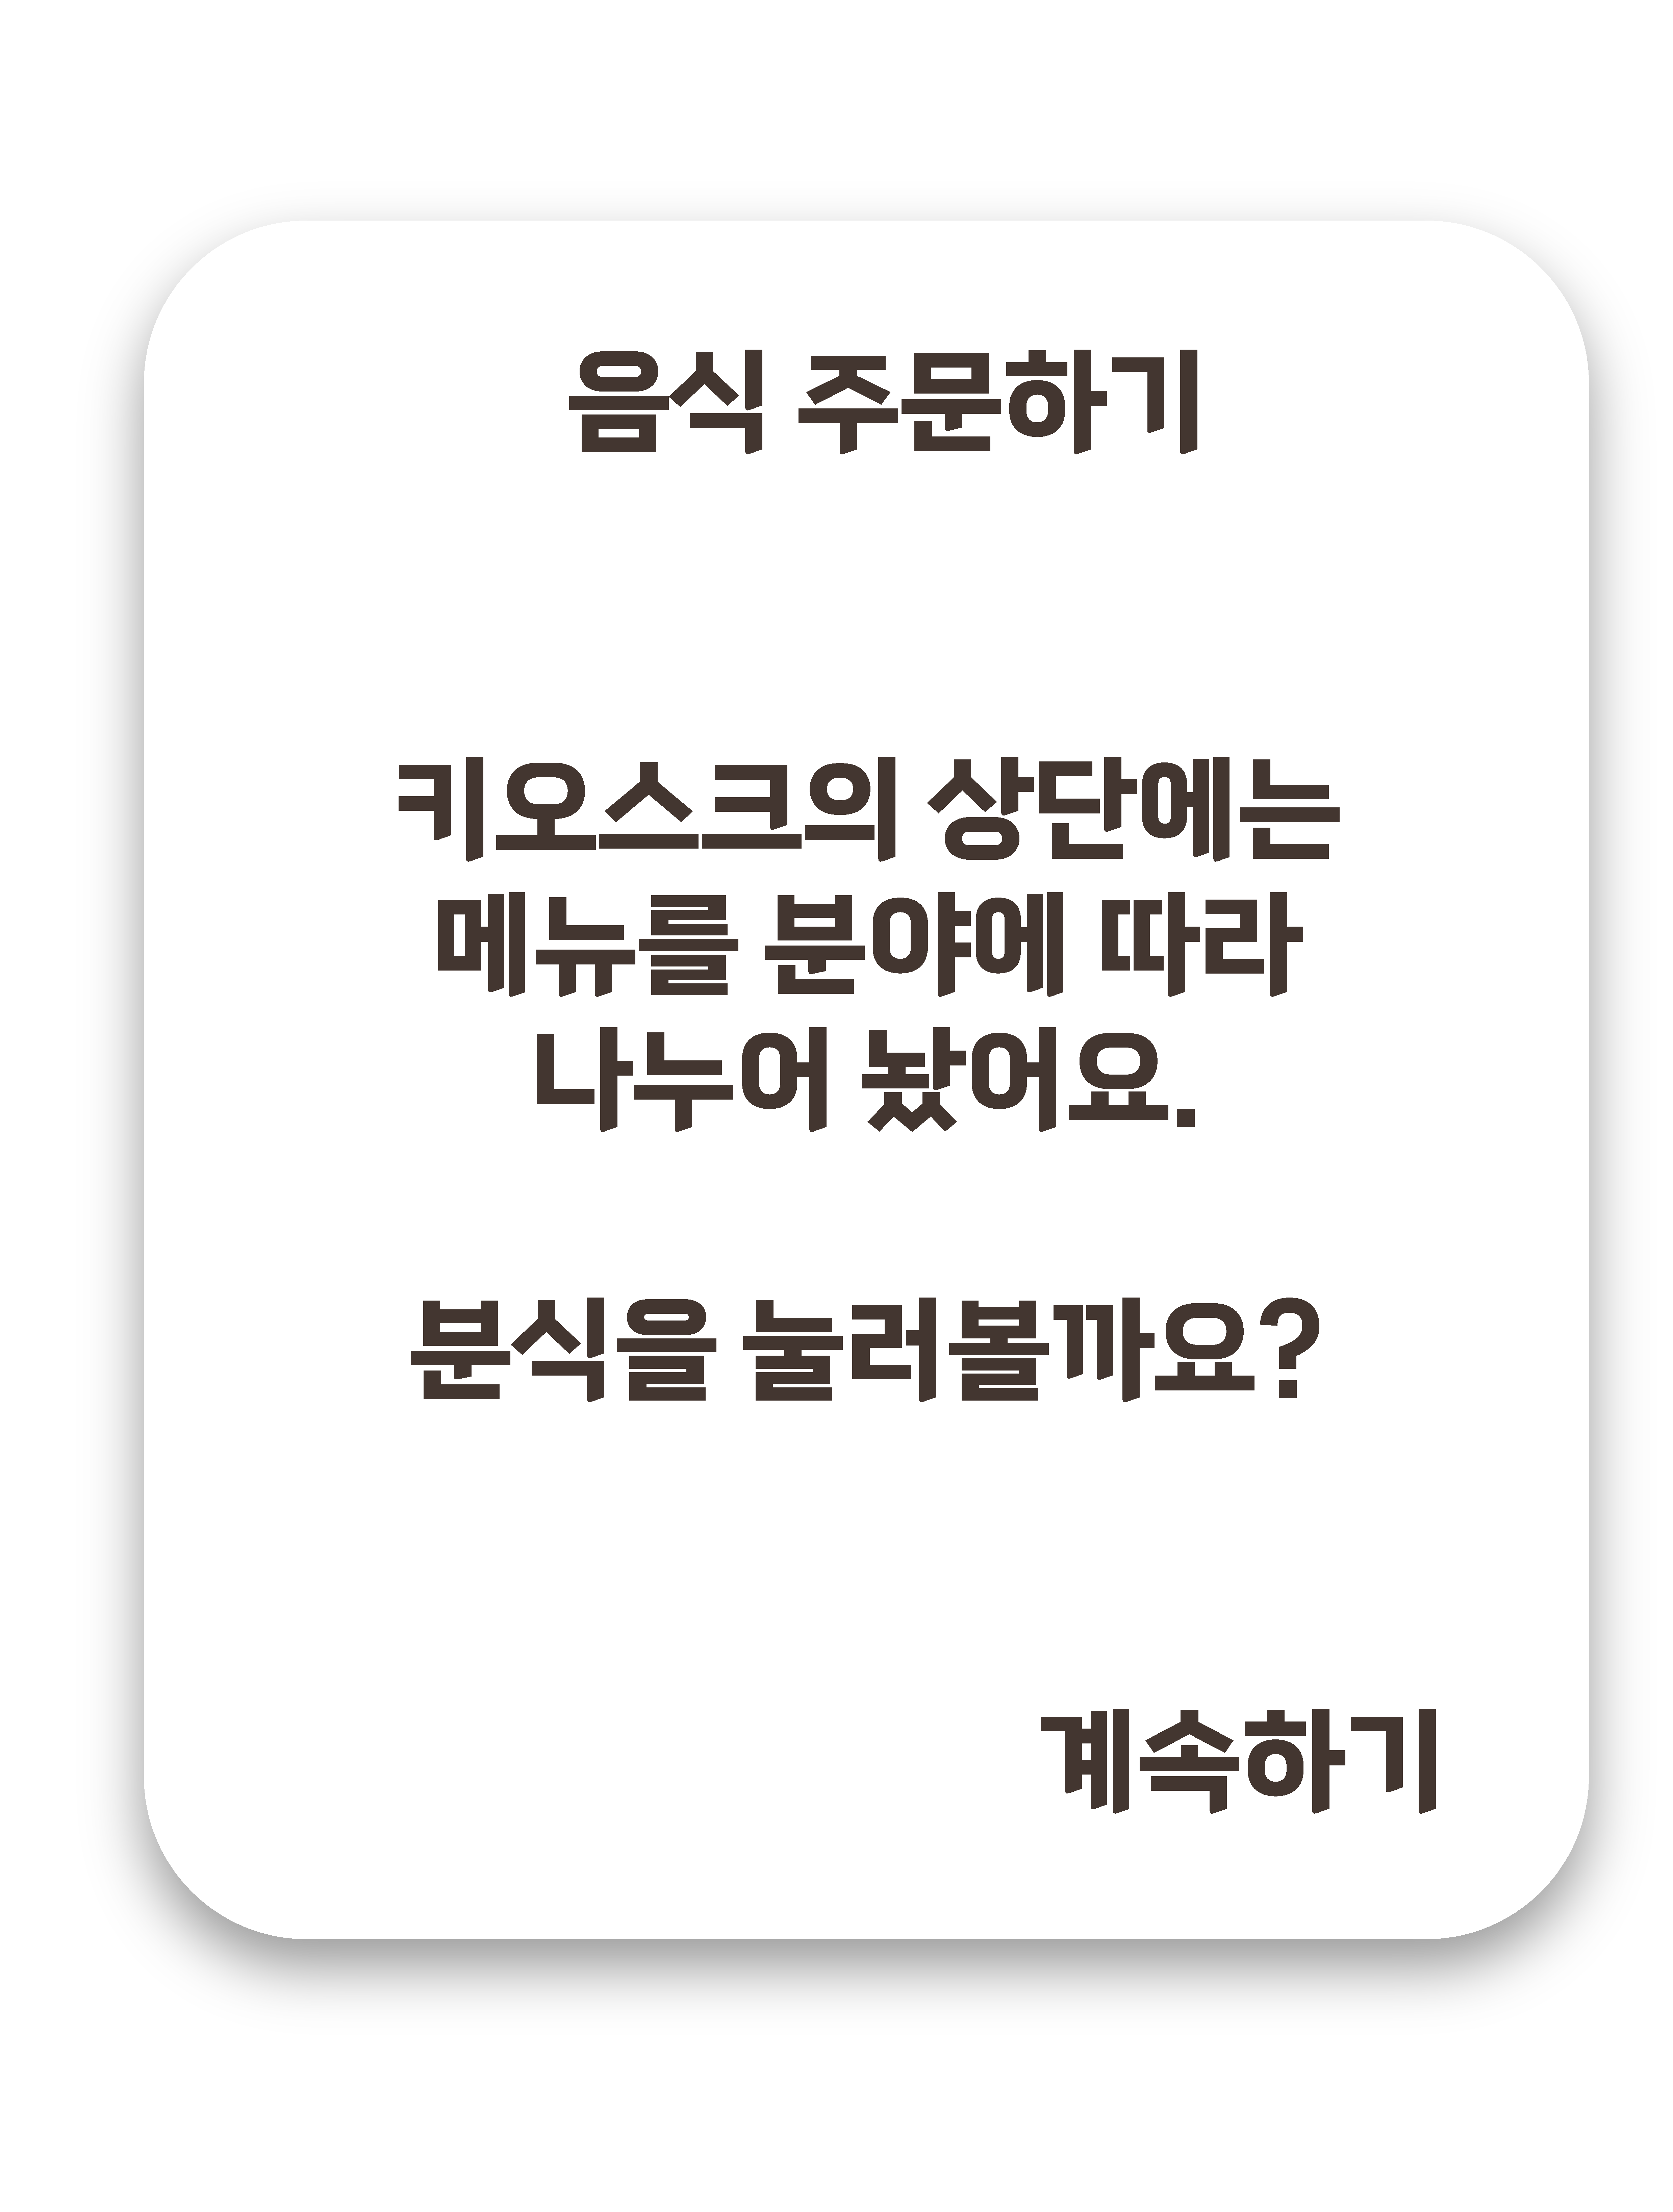 음식 주문하기
키오스크의 상단에는
메뉴를 분야에 따라
나누어 놨어요.
분식을 눌러볼까요?
계속하기